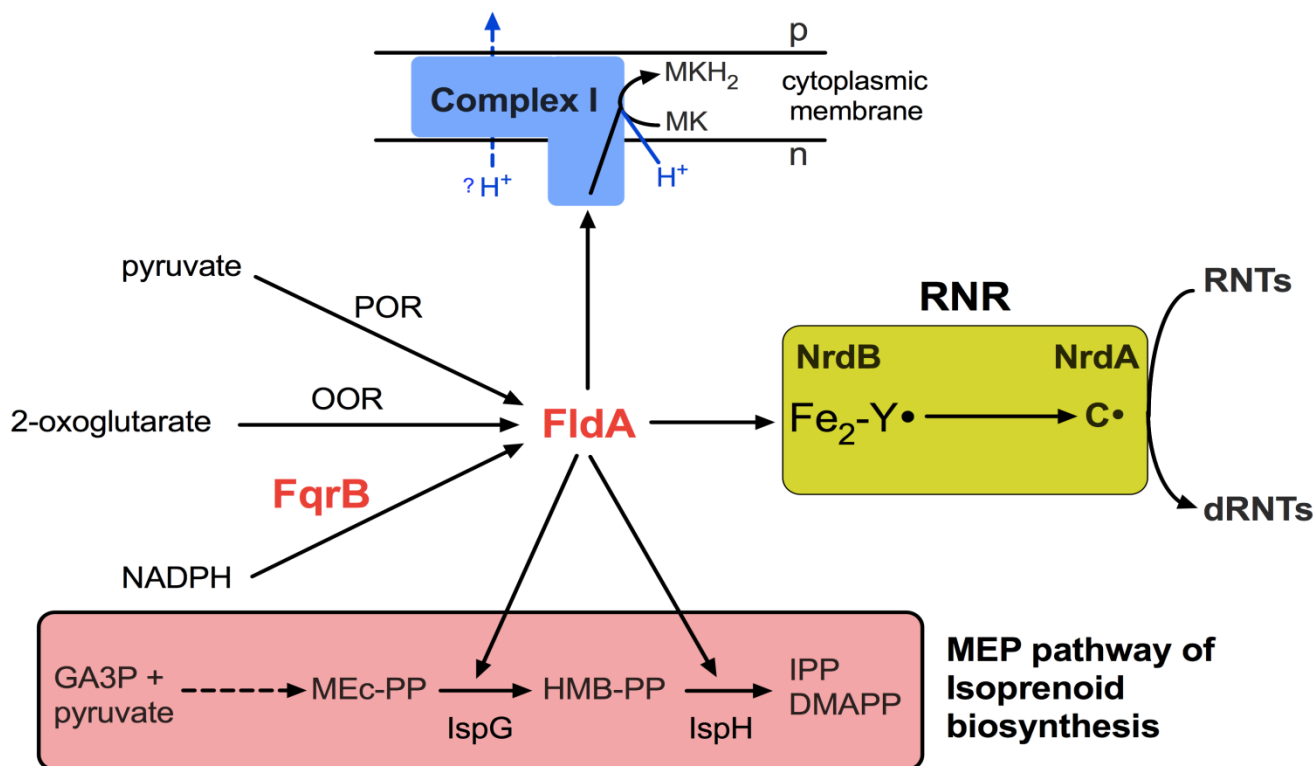 p
Complex I
MKH₂
cytoplasmic
membrane
MK
n
? H⁺
H⁺
pyruvate
POR
RNR
RNTs
NrdB
NrdA
2-oxoglutarate
OOR
FldA
Fe₂-Y•
C•
FqrB
dRNTs
NADPH
GA3P +
pyruvate
MEc-PP
HMB-PP
IPP
DMAPP
IspG
IspH
MEP pathway of
Isoprenoid
biosynthesis